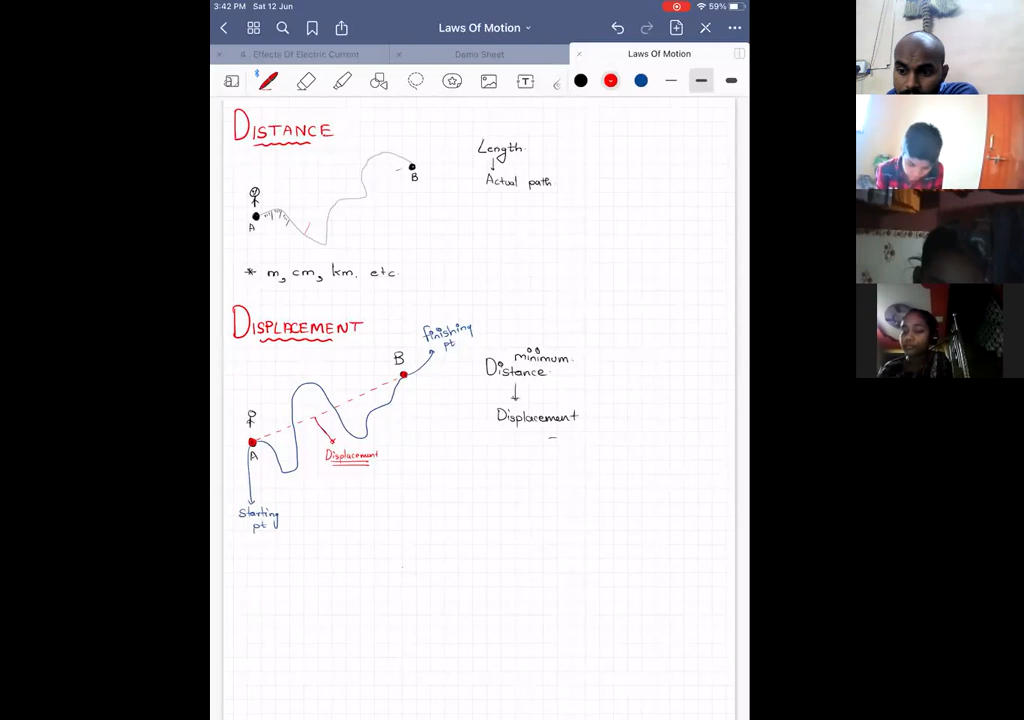 3:42 PM Sat 12 Jun
59%
Laws Of Motion
4. Effects Of Electric Current
Demo Sheet
Laws Of Motion
DISTANCE
Length
Actual path
B
A
* m, cm, km. etc.
DISPLACEMENT
finishing
pt
B
minimum
Distance
Displacement
A
Displacement
Starting
pt